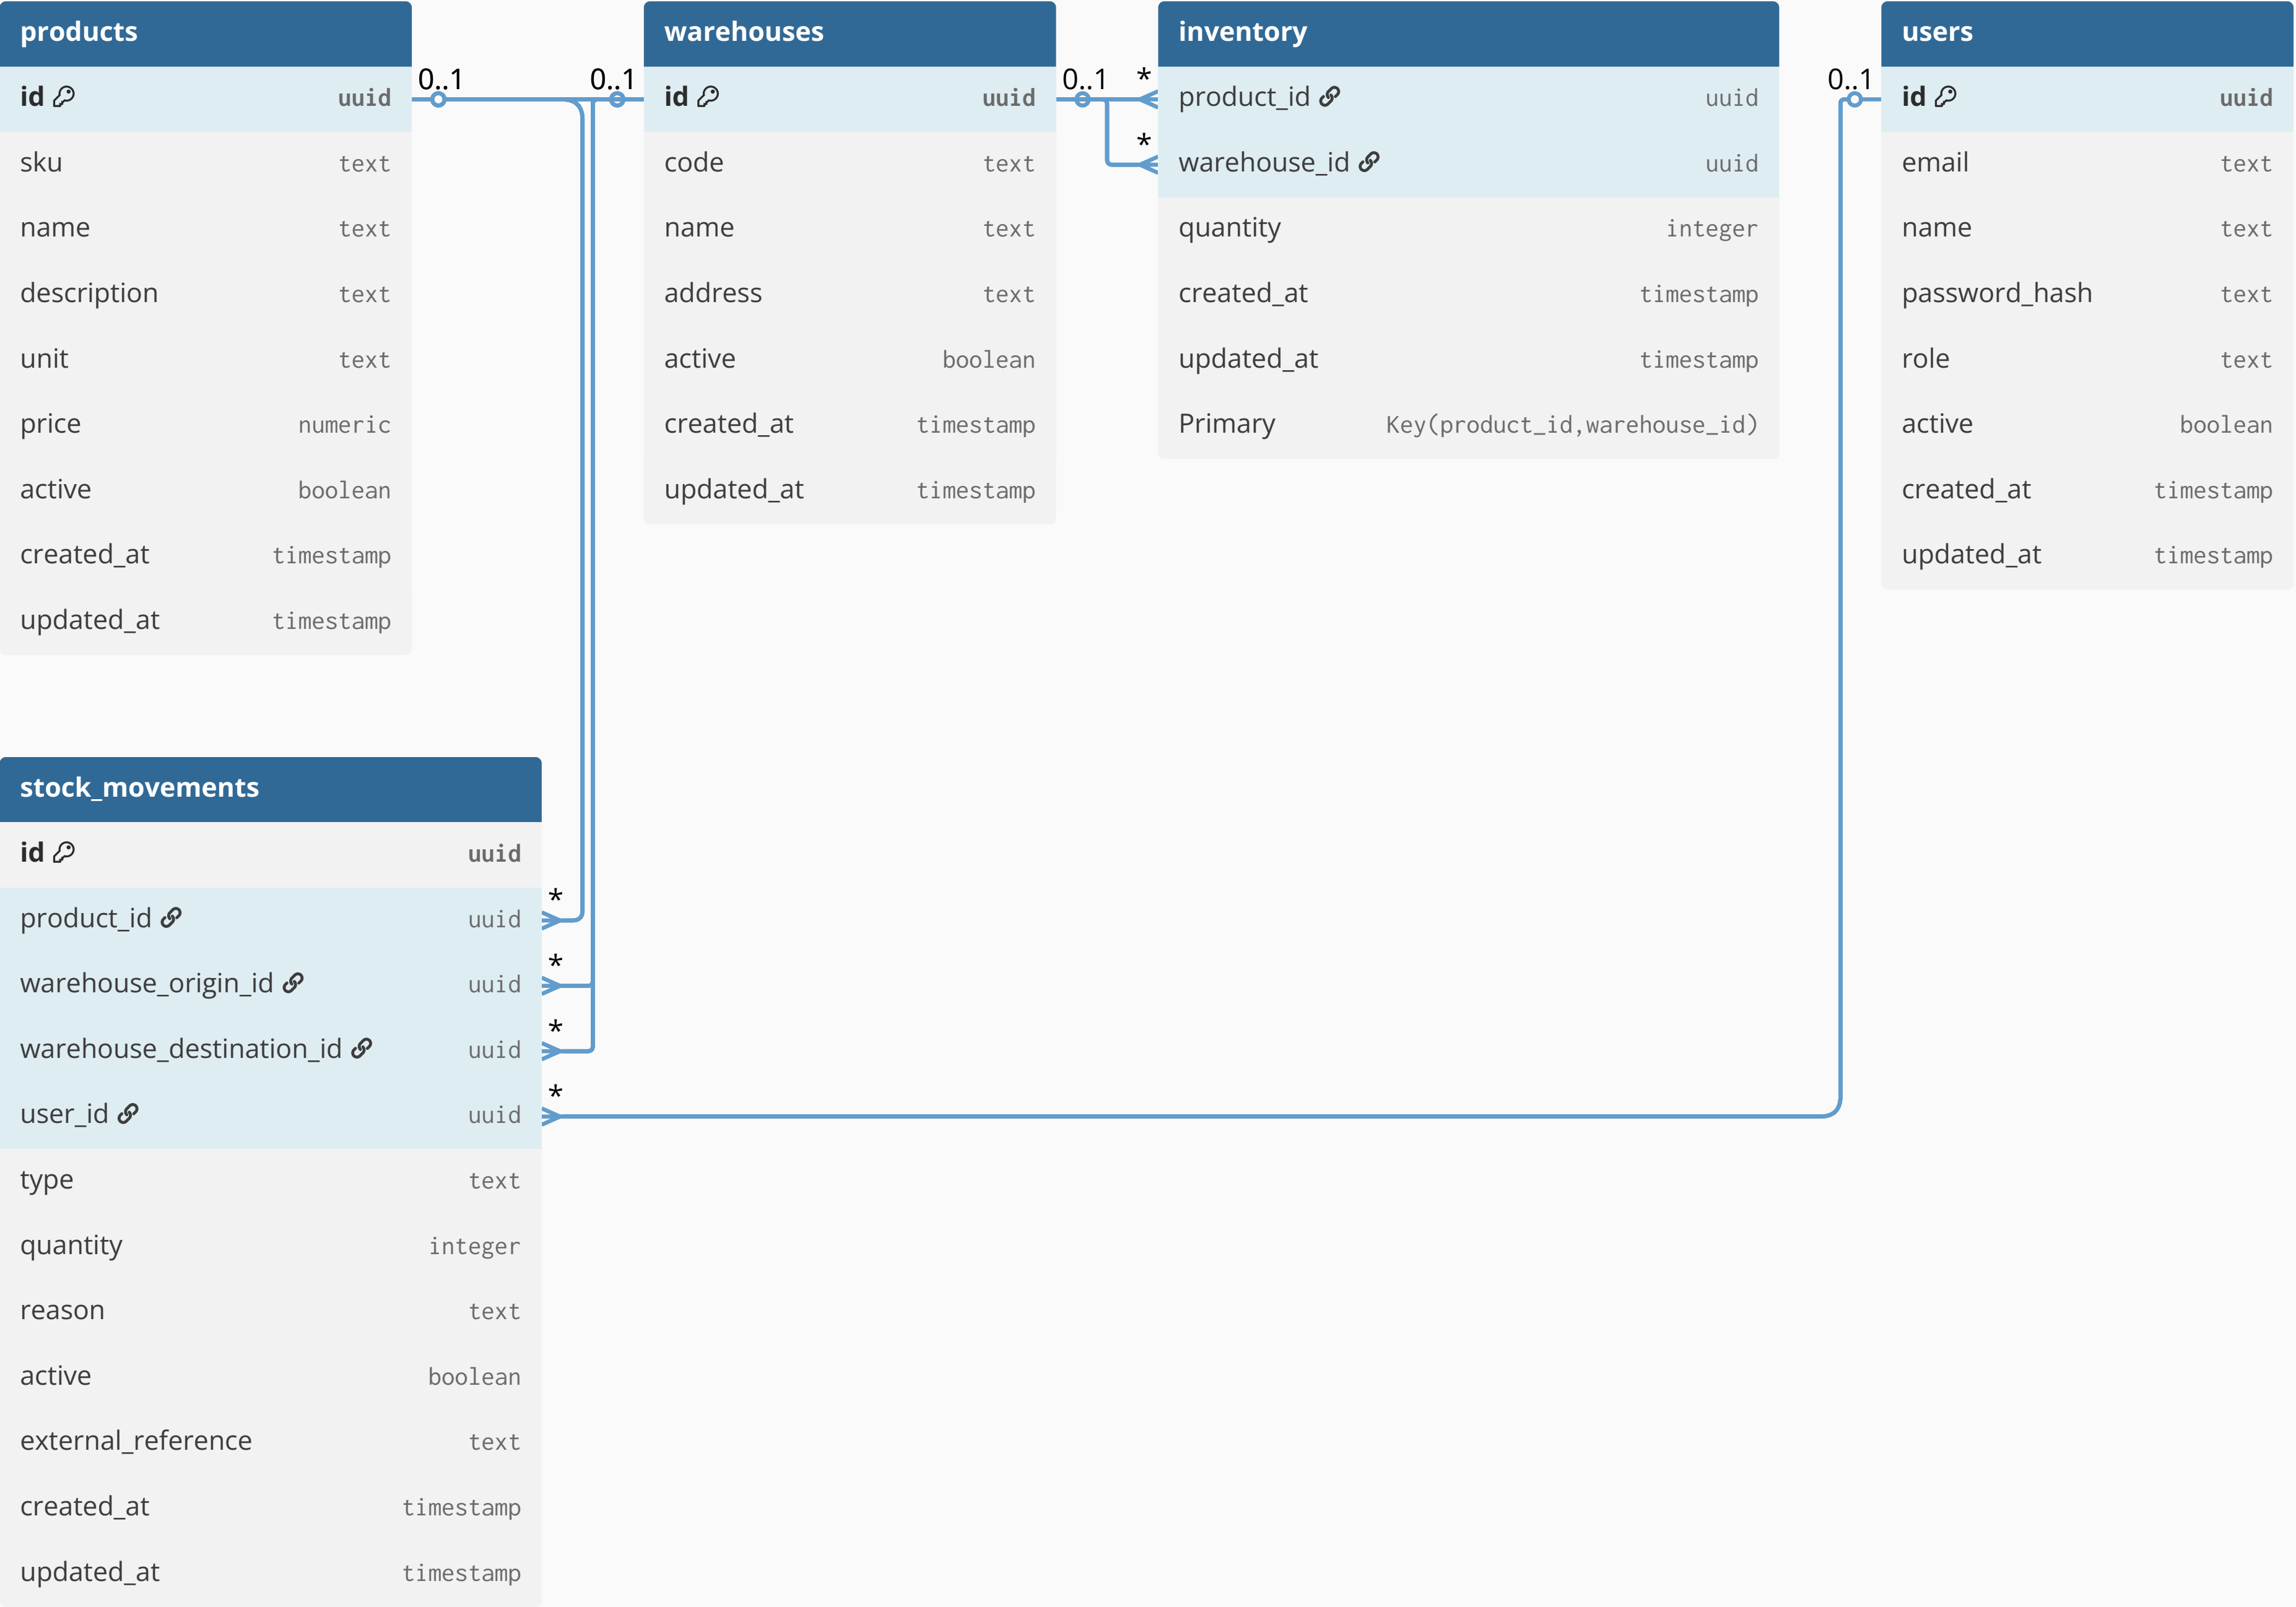 products
id uuid
sku text
name text
description text
unit text
price numeric
active boolean
created_at timestamp
updated_at timestamp
0..1
0..1
warehouses
id uuid
code text
name text
address text
active boolean
created_at timestamp
updated_at timestamp
0..1
*
*
inventory
product_id uuid
warehouse_id uuid
quantity integer
created_at timestamp
updated_at timestamp
Primary Key(product_id,warehouse_id)
0..1
users
id uuid
email text
name text
password_hash text
role text
active boolean
created_at timestamp
updated_at timestamp
stock_movements
id uuid
product_id uuid
*
warehouse_origin_id uuid
*
warehouse_destination_id uuid
*
user_id uuid
*
type text
quantity integer
reason text
active boolean
external_reference text
created_at timestamp
updated_at timestamp